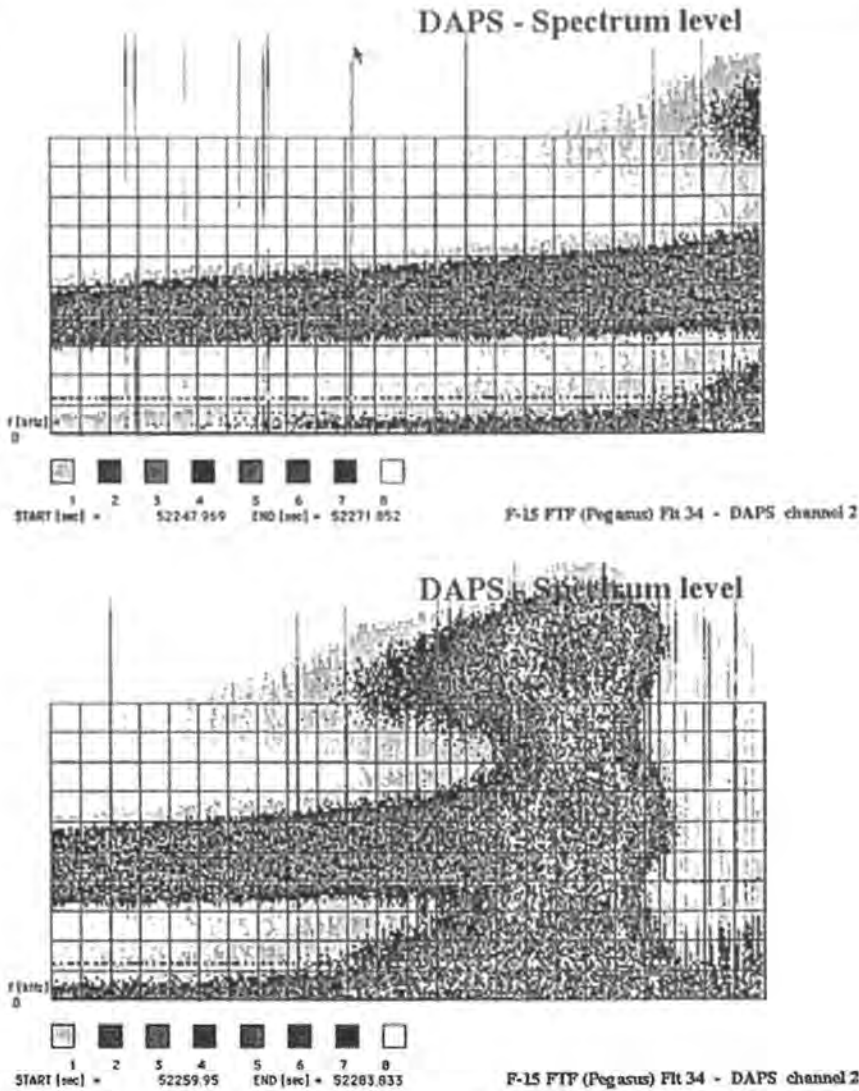 DAPS - Spectrum level
f [kHz]
0
1 2 3 4 5 6 7 8
START [sec] = 52247.969 END [sec] = 52271.852
F-15 FTF (Pegasus) Flt 34 - DAPS channel 2
DAPS - Spectrum level
f [kHz]
0
1 2 3 4 5 6 7 8
START [sec] = 52259.95 END [sec] = 52283.833
F-15 FTF (Pegasus) Flt 34 - DAPS channel 2